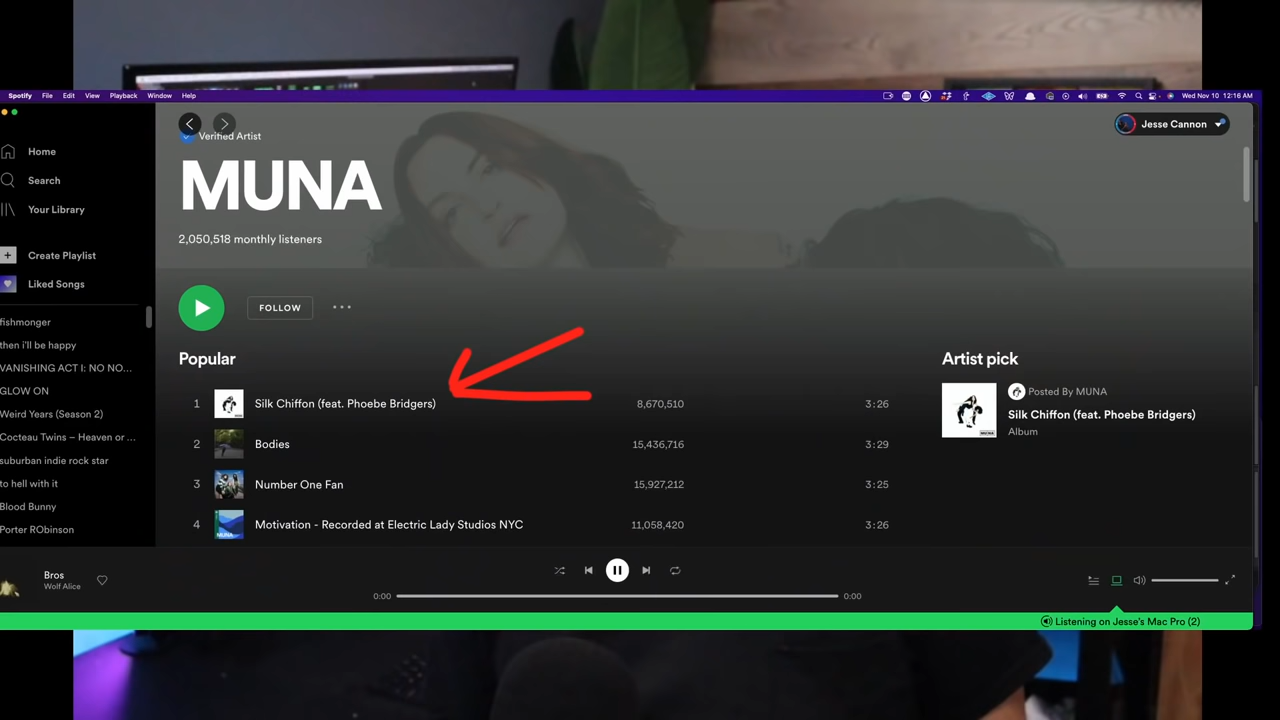 Spotify File Edit View Playback Window Help
Wed Nov 10 12:16 AM
Verified Artist
Jesse Cannon
MUNA
2,050,518 monthly listeners
Home
Search
Your Library
Create Playlist
Liked Songs
fishmonger
then i'll be happy
VANISHING ACT I: NO NO...
GLOW ON
Weird Years (Season 2)
Cocteau Twins – Heaven or ...
suburban indie rock star
to hell with it
Blood Bunny
Porter RObinson
FOLLOW
Popular
1 Silk Chiffon (feat. Phoebe Bridgers) 8,670,510 3:26
2 Bodies 15,436,716 3:29
3 Number One Fan 15,927,212 3:25
4 Motivation - Recorded at Electric Lady Studios NYC 11,058,420 3:26
Artist pick
Posted By MUNA
Silk Chiffon (feat. Phoebe Bridgers)
Album
Bros
Wolf Alice
0:00 0:00
Listening on Jesse's Mac Pro (2)